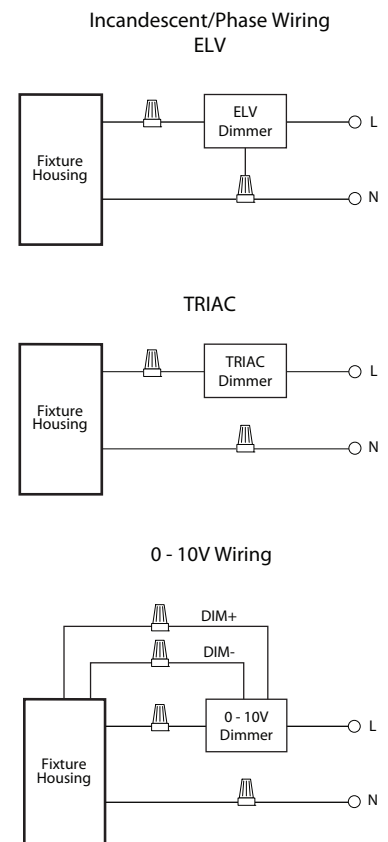 Incandescent/Phase Wiring
ELV
ELV
Dimmer
L
Fixture
Housing
N
TRIAC
TRIAC
Dimmer
L
Fixture
Housing
N
0 - 10V Wiring
DIM+
DIM-
0 - 10V
Dimmer
L
Fixture
Housing
N